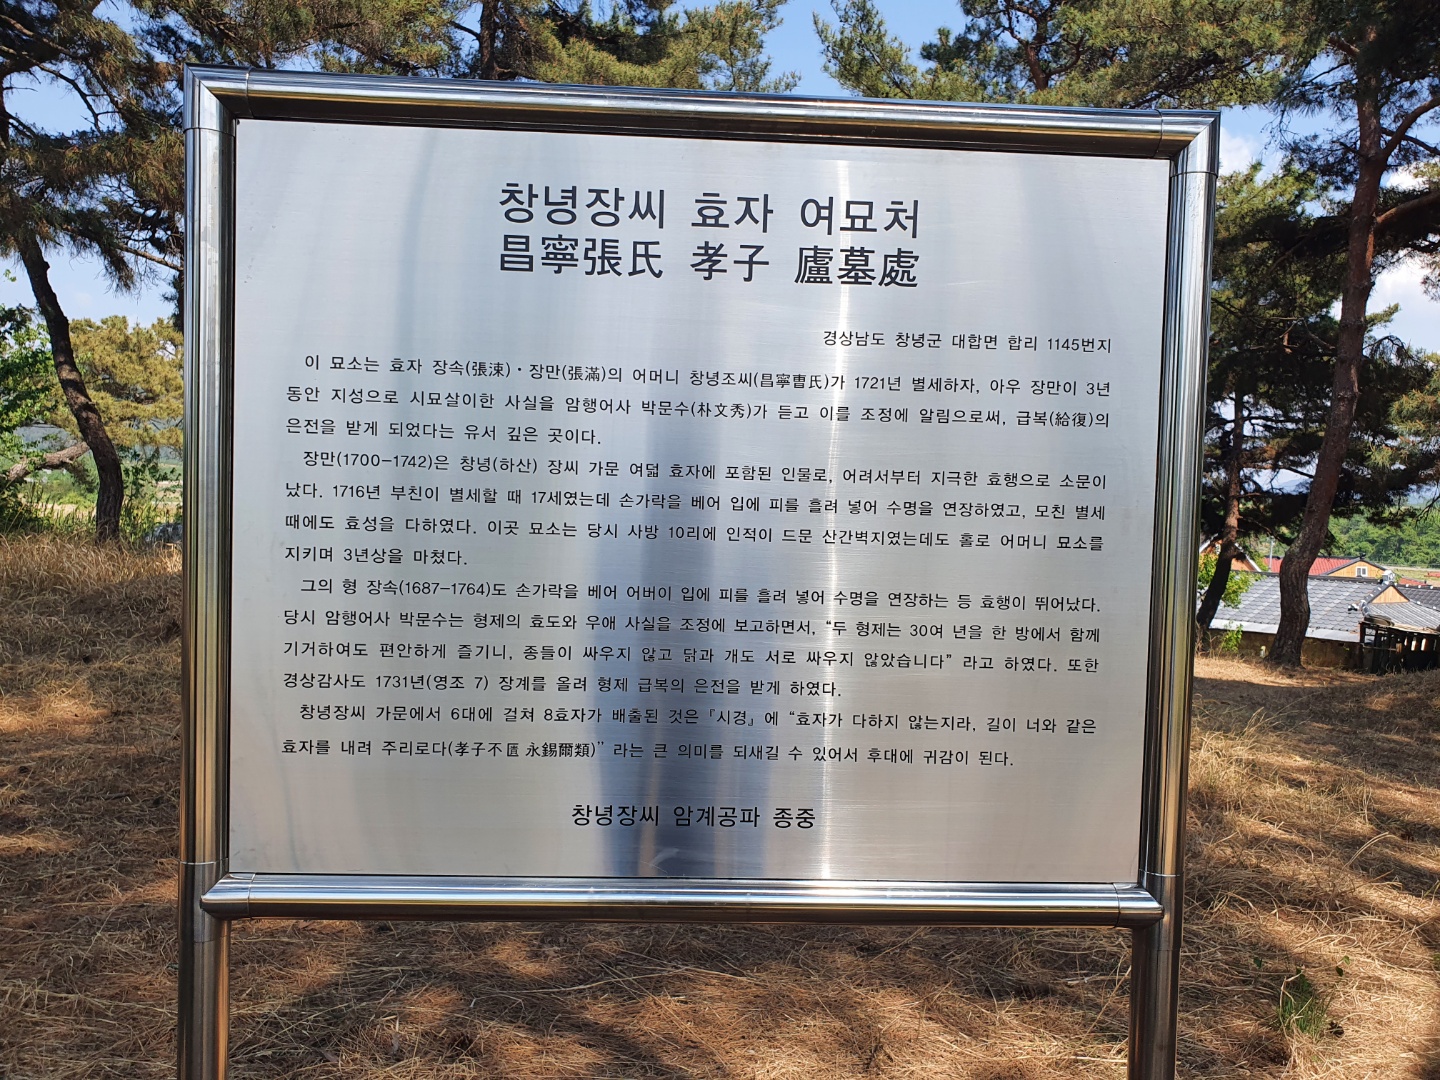 창녕장씨 효자 여묘처
昌寧張氏 孝子 廬墓處
경상남도 창녕군 대합면 합리 1145번지
이 묘소는 효자 장속(張涑)·장만(張滿)의 어머니 창녕조씨(昌寧曺氏)가 1721년 별세하자, 아우 장만이 3년
동안 지성으로 시묘살이한 사실을 암행어사 박문수(朴文秀)가 듣고 이를 조정에 알림으로써, 급복(給復)의
은전을 받게 되었다는 유서 깊은 곳이다.
장만(1700-1742)은 창녕(하산) 장씨 가문 여덟 효자에 포함된 인물로, 어려서부터 지극한 효행으로 소문이
났다. 1716년 부친이 별세할 때 17세였는데 손가락을 베어 입에 피를 흘려 넣어 수명을 연장하였고, 모친 별세
때에도 효성을 다하였다. 이곳 묘소는 당시 사방 10리에 인적이 드문 산간벽지였는데도 홀로 어머니 묘소를
지키며 3년상을 마쳤다.
그의 형 장속(1687-1764)도 손가락을 베어 어버이 입에 피를 흘려 넣어 수명을 연장하는 등 효행이 뛰어났다.
당시 암행어사 박문수는 형제의 효도와 우애 사실을 조정에 보고하면서, “두 형제는 30여 년을 한 방에서 함께
기거하여도 편안하게 즐기니, 종들이 싸우지 않고 닭과 개도 서로 싸우지 않았습니다” 라고 하였다. 또한
경상감사도 1731년(영조 7) 장계를 올려 형제 급복의 은전을 받게 하였다.
창녕장씨 가문에서 6대에 걸쳐 8효자가 배출된 것은 『시경』에 “효자가 다하지 않는지라, 길이 너와 같은
효자를 내려 주리로다(孝子不匱 永錫爾類)” 라는 큰 의미를 되새길 수 있어서 후대에 귀감이 된다.
창녕장씨 암계공파 종중